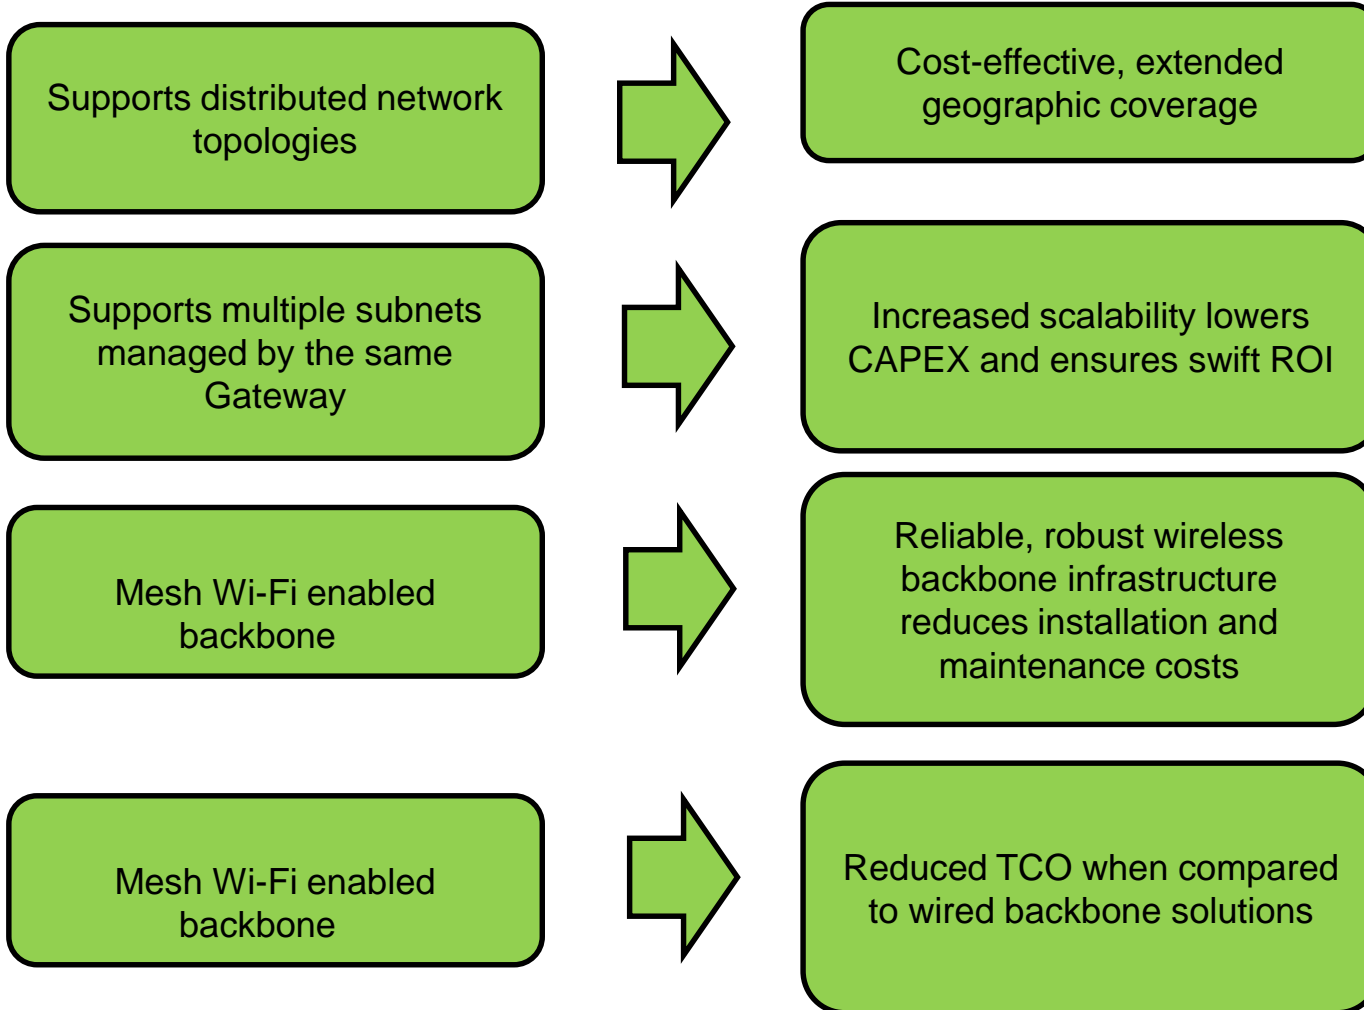 Supports distributed network
topologies
Cost-effective, extended
geographic coverage
Supports multiple subnets
managed by the same
Gateway
Increased scalability lowers
CAPEX and ensures swift ROI
Mesh Wi-Fi enabled
backbone
Reliable, robust wireless
backbone infrastructure
reduces installation and
maintenance costs
Mesh Wi-Fi enabled
backbone
Reduced TCO when compared
to wired backbone solutions